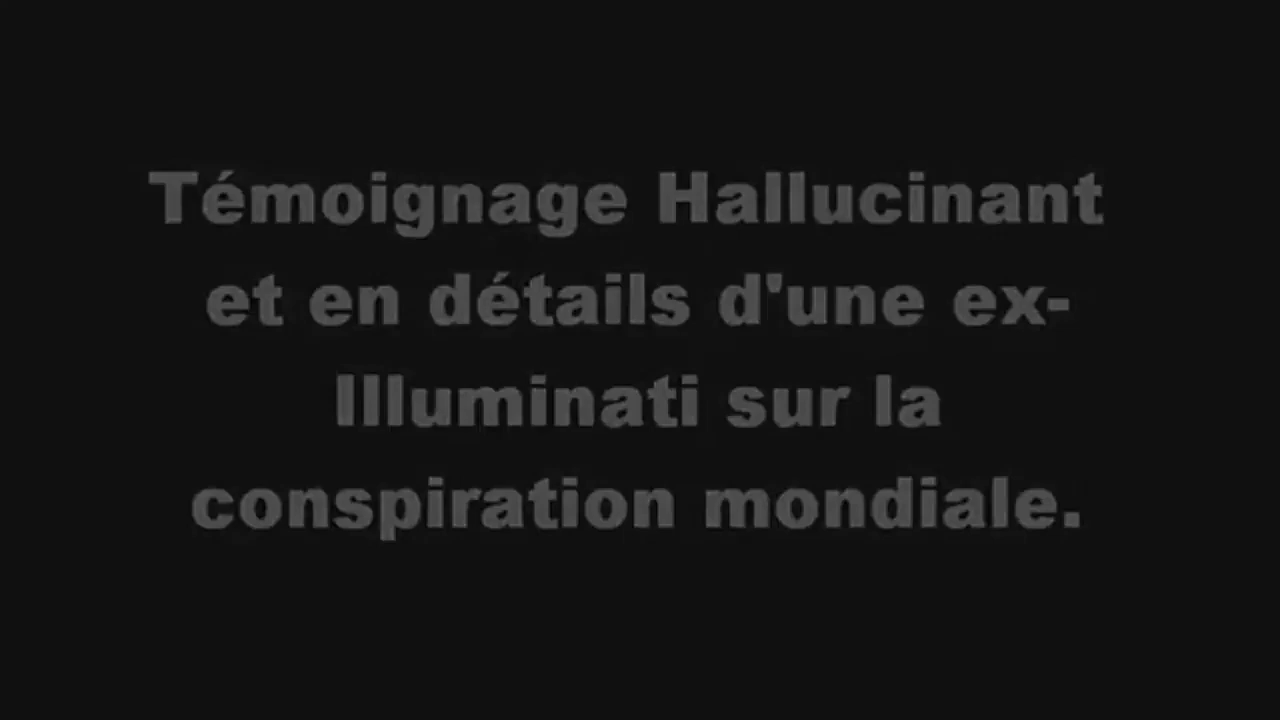 Témoignage Hallucinant
et en détails d'une ex-
Illuminati sur la
conspiration mondiale.